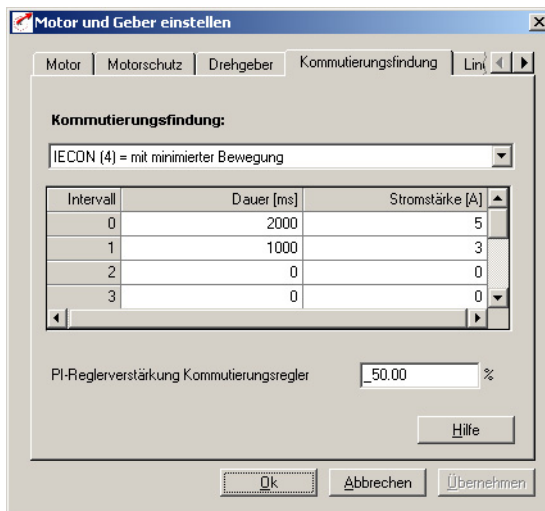 Motor und Geber einstellen
Motor Motorschutz Drehgeber Kommutierungsfindung
Kommutierungsfindung:
IECON (4) = mit minimierter Bewegung
Intervall Dauer [ms] Stromstärke [A]
0 2000 5
1 1000 3
2 0 0
3 0 0
PI-Reglerverstärkung Kommutierungsregler _50.00 %
Hilfe
Ok Abbrechen Übernehmen